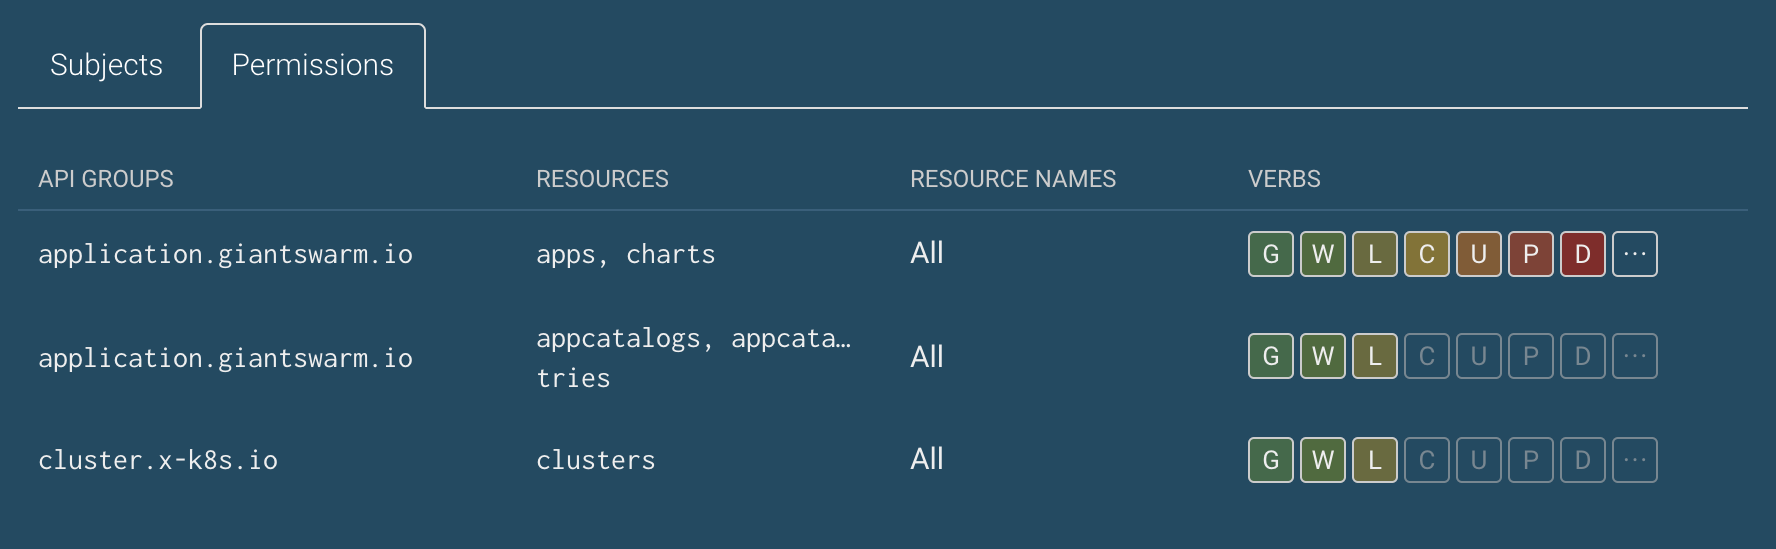 Subjects Permissions
API GROUPS RESOURCES RESOURCE NAMES VERBS
application.giantswarm.io apps, charts All G W L C U P D ...
application.giantswarm.io appcatalogs, appcata… All G W L C U P D ...
tries
cluster.x-k8s.io clusters All G W L C U P D ...